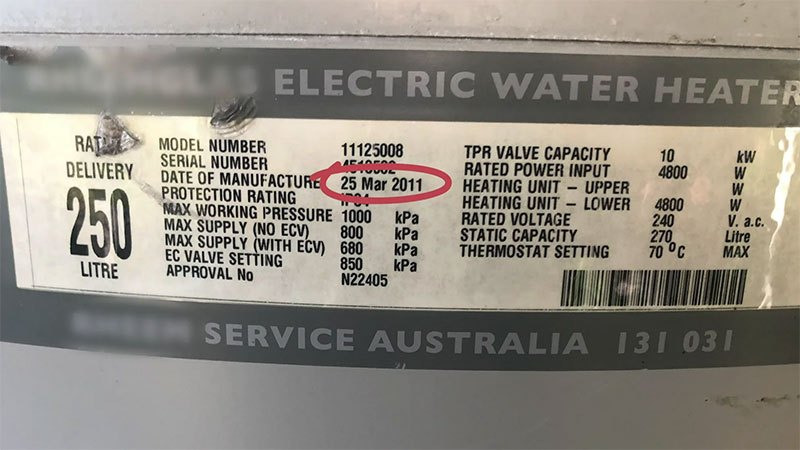 ELECTRIC WATER HEATER
RATED
DELIVERY
250
LITRE
MODEL NUMBER 11125008
SERIAL NUMBER
DATE OF MANUFACTURE 25 Mar 2011
PROTECTION RATING
MAX WORKING PRESSURE 1000 kPa
MAX SUPPLY (NO ECV) 800 kPa
MAX SUPPLY (WITH ECV) 680 kPa
EC VALVE SETTING 850 kPa
APPROVAL No N22405
TPR VALVE CAPACITY 10 kW
RATED POWER INPUT 4800 W
HEATING UNIT – UPPER W
HEATING UNIT – LOWER 4800 W
RATED VOLTAGE 240 V. a.c.
STATIC CAPACITY 270 Litre
THERMOSTAT SETTING 70 °C MAX
SERVICE AUSTRALIA 131 031